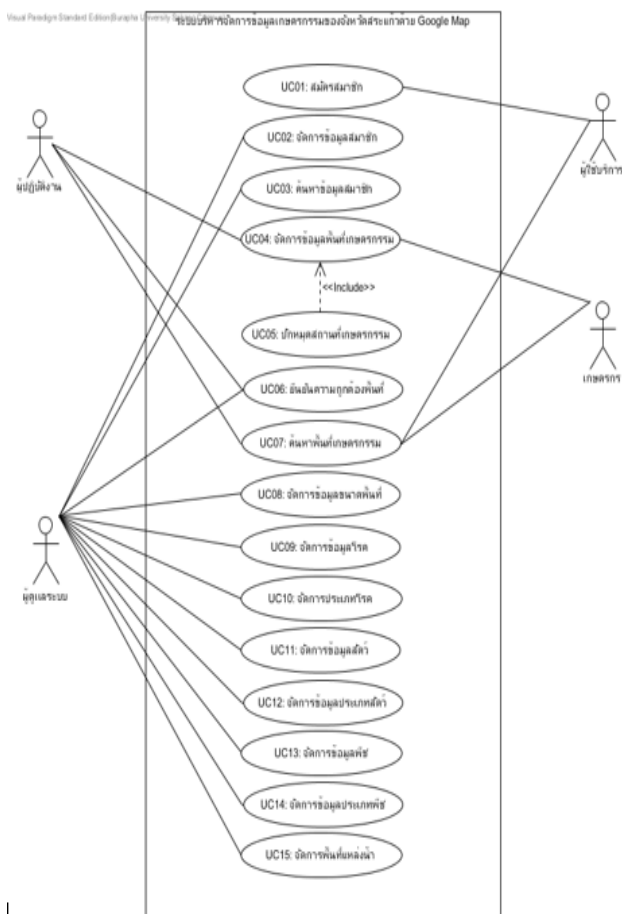 Visual Paradigm Standard Edition(Burapha University
ระบบบริหารจัดการข้อมูลเกษตรกรรมของจังหวัดสระแก้วด้วย Google Map
UC01: สมัครสมาชิก
UC02: จัดการข้อมูลสมาชิก
ผู้ปฏิบัติงาน
ผู้ใช้บริการ
UC03: ค้นหาข้อมูลสมาชิก
UC04: จัดการข้อมูลพื้นที่เกษตรกรรม
<<Include>>
UC05: ปักหมุดสถานที่เกษตรกรรม
เกษตรกร
UC06: ยืนยันความถูกต้องพื้นที่
UC07: ค้นหาพื้นที่เกษตรกรรม
UC08: จัดการข้อมูลขนาดพื้นที่
UC09: จัดการข้อมูลโรค
ผู้ดูแลระบบ
UC10: จัดการประเภทโรค
UC11: จัดการข้อมูลสัตว์
UC12: จัดการข้อมูลประเภทสัตว์
UC13: จัดการข้อมูลพืช
UC14: จัดการข้อมูลประเภทพืช
UC15: จัดการพื้นที่แหล่งน้ำ